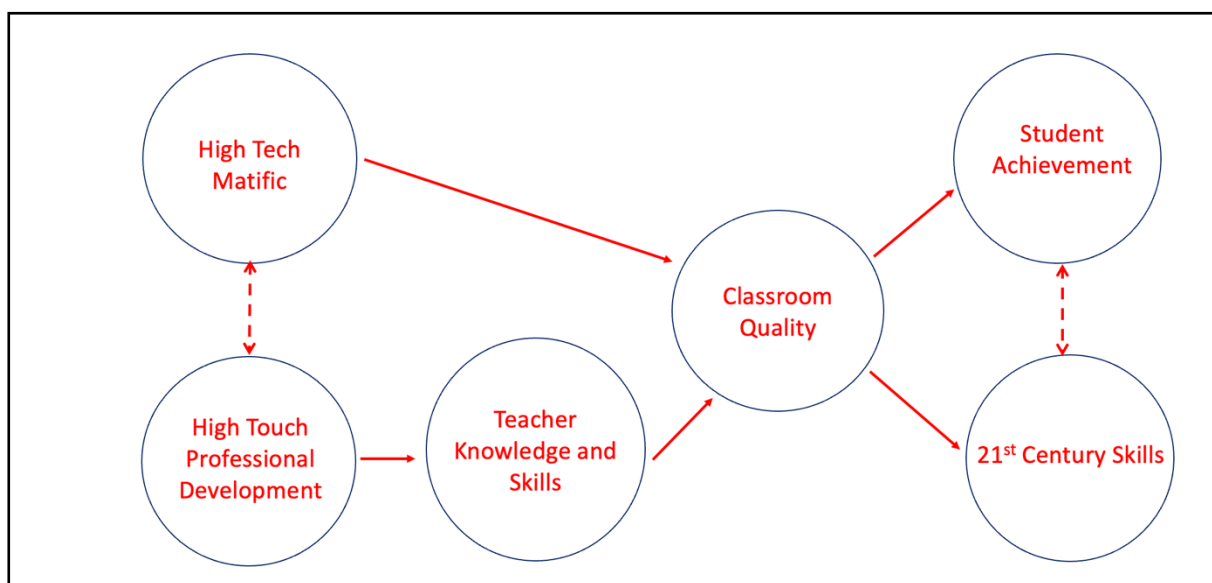 High Tech
Matific
Student
Achievement
Classroom
Quality
High Touch
Professional
Development
Teacher
Knowledge and
Skills
21st Century Skills